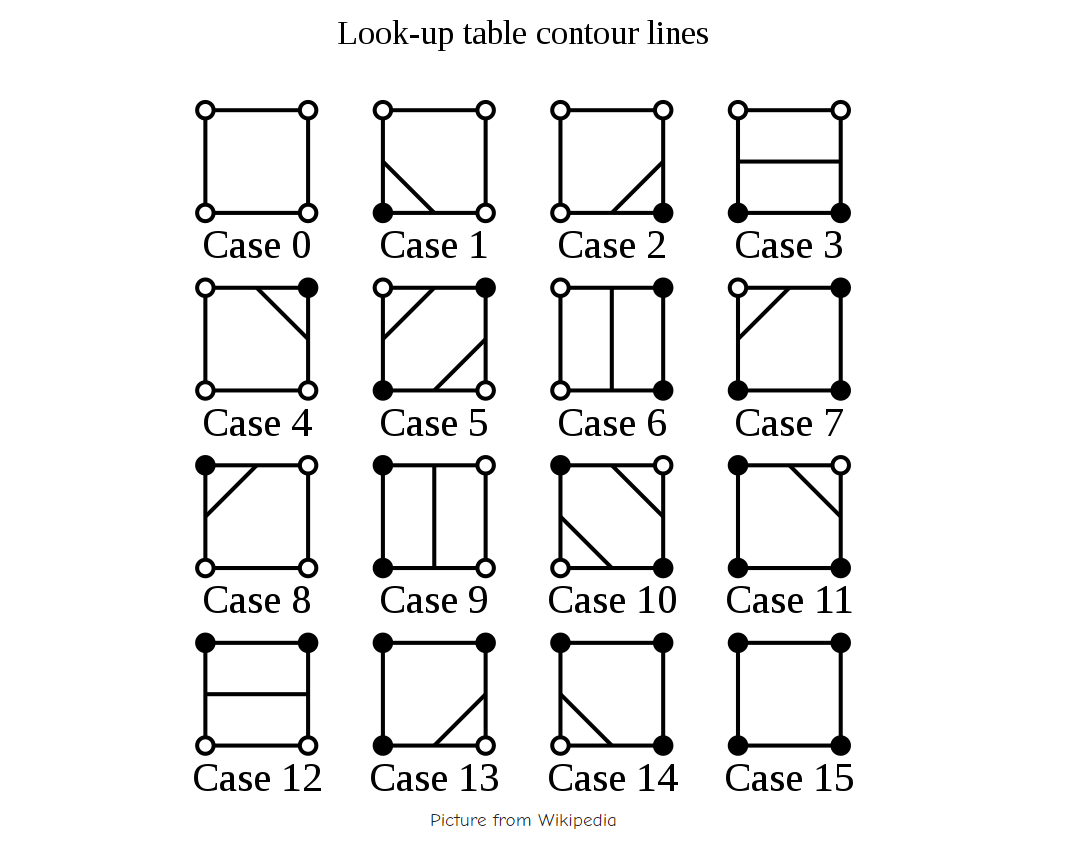 Look-up table contour lines
Case 0 Case 1 Case 2 Case 3
Case 4 Case 5 Case 6 Case 7
Case 8 Case 9 Case 10 Case 11
Case 12 Case 13 Case 14 Case 15
Picture from Wikipedia